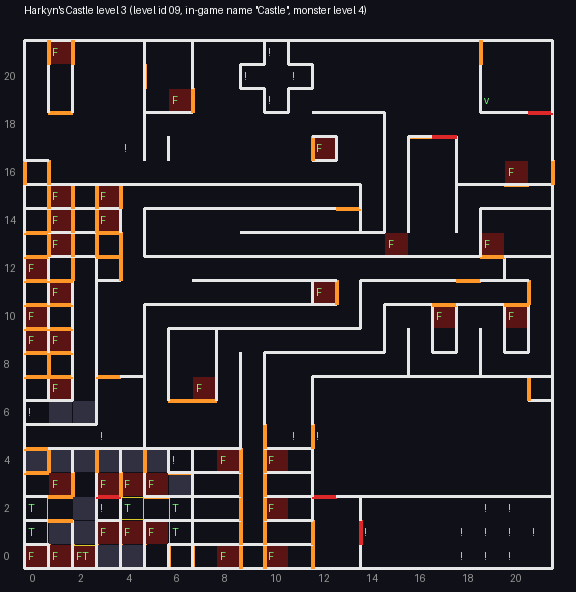 Harkyn's Castle level 3 (level id 09, in-game name "Castle", monster level 4)
F !
20 ! !
F ! v
18
! F
16 F
F F
14 F F
F F F
12 F
F F
10 F F F
F F
8
F F
6 !
! ! !
4 ! F F
F F F F
2 T ! T T F ! !
T F F F T ! ! ! ! !
0 F F FT F F ! ! !
0 2 4 6 8 10 12 14 16 18 20